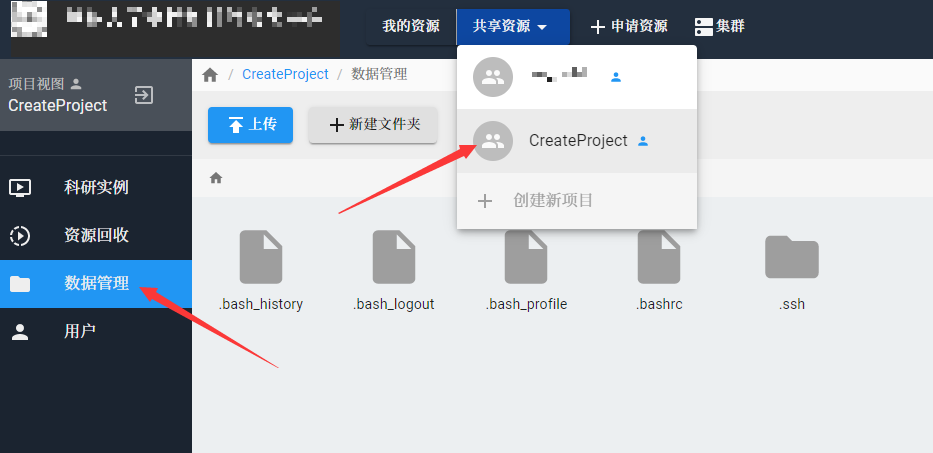 我的资源
共享资源
申请资源
集群
项目视图
CreateProject
/ CreateProject / 数据管理
上传
新建文件夹
CreateProject
创建新项目
科研实例
资源回收
数据管理
用户
.bash_history
.bash_logout
.bash_profile
.bashrc
.ssh